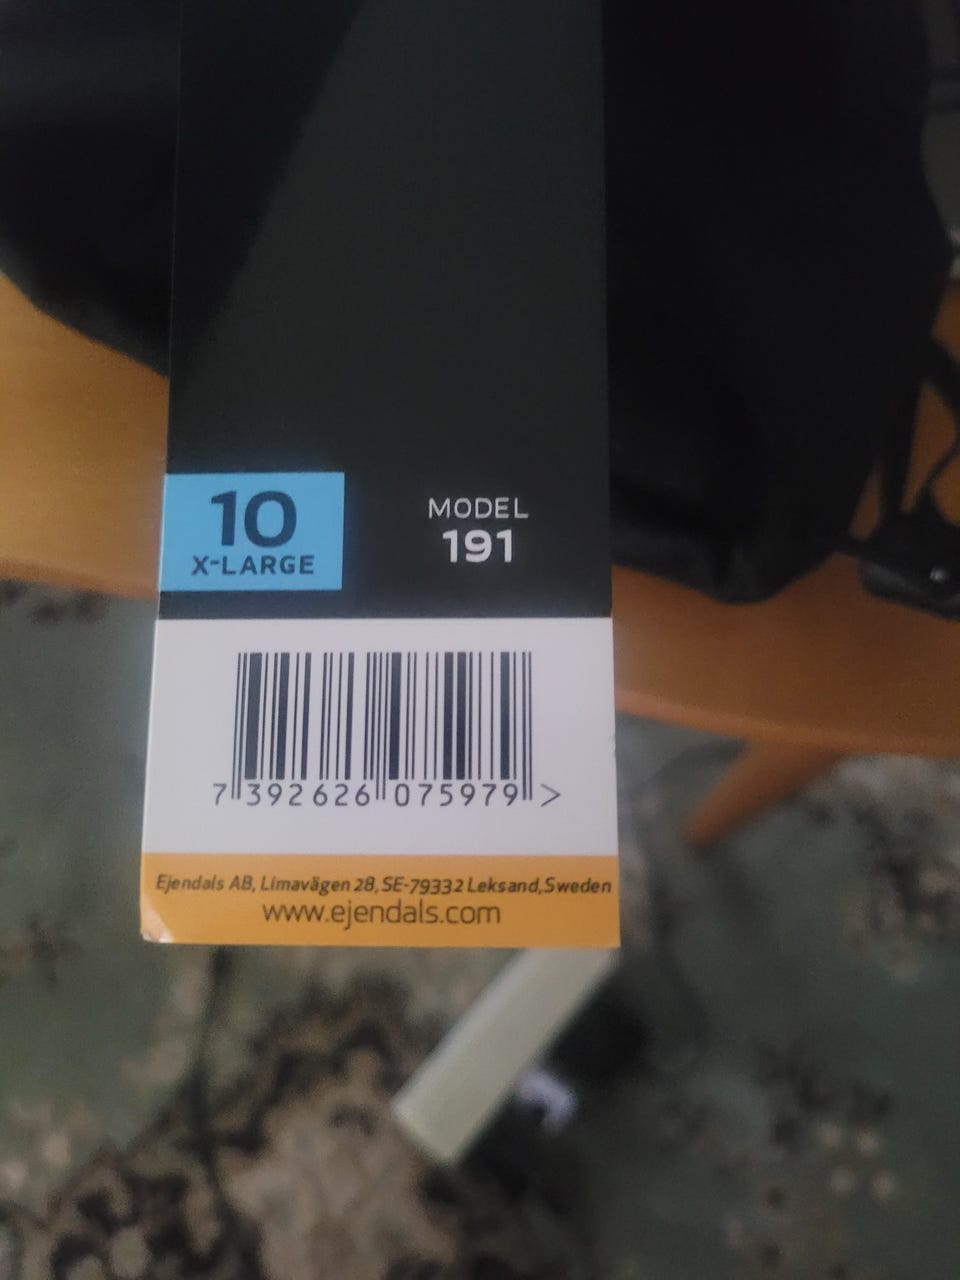 10
X-LARGE
MODEL
191
7 392626 075979 >
Ejendals AB, Limavägen 28, SE-79332 Leksand, Sweden
www.ejendals.com